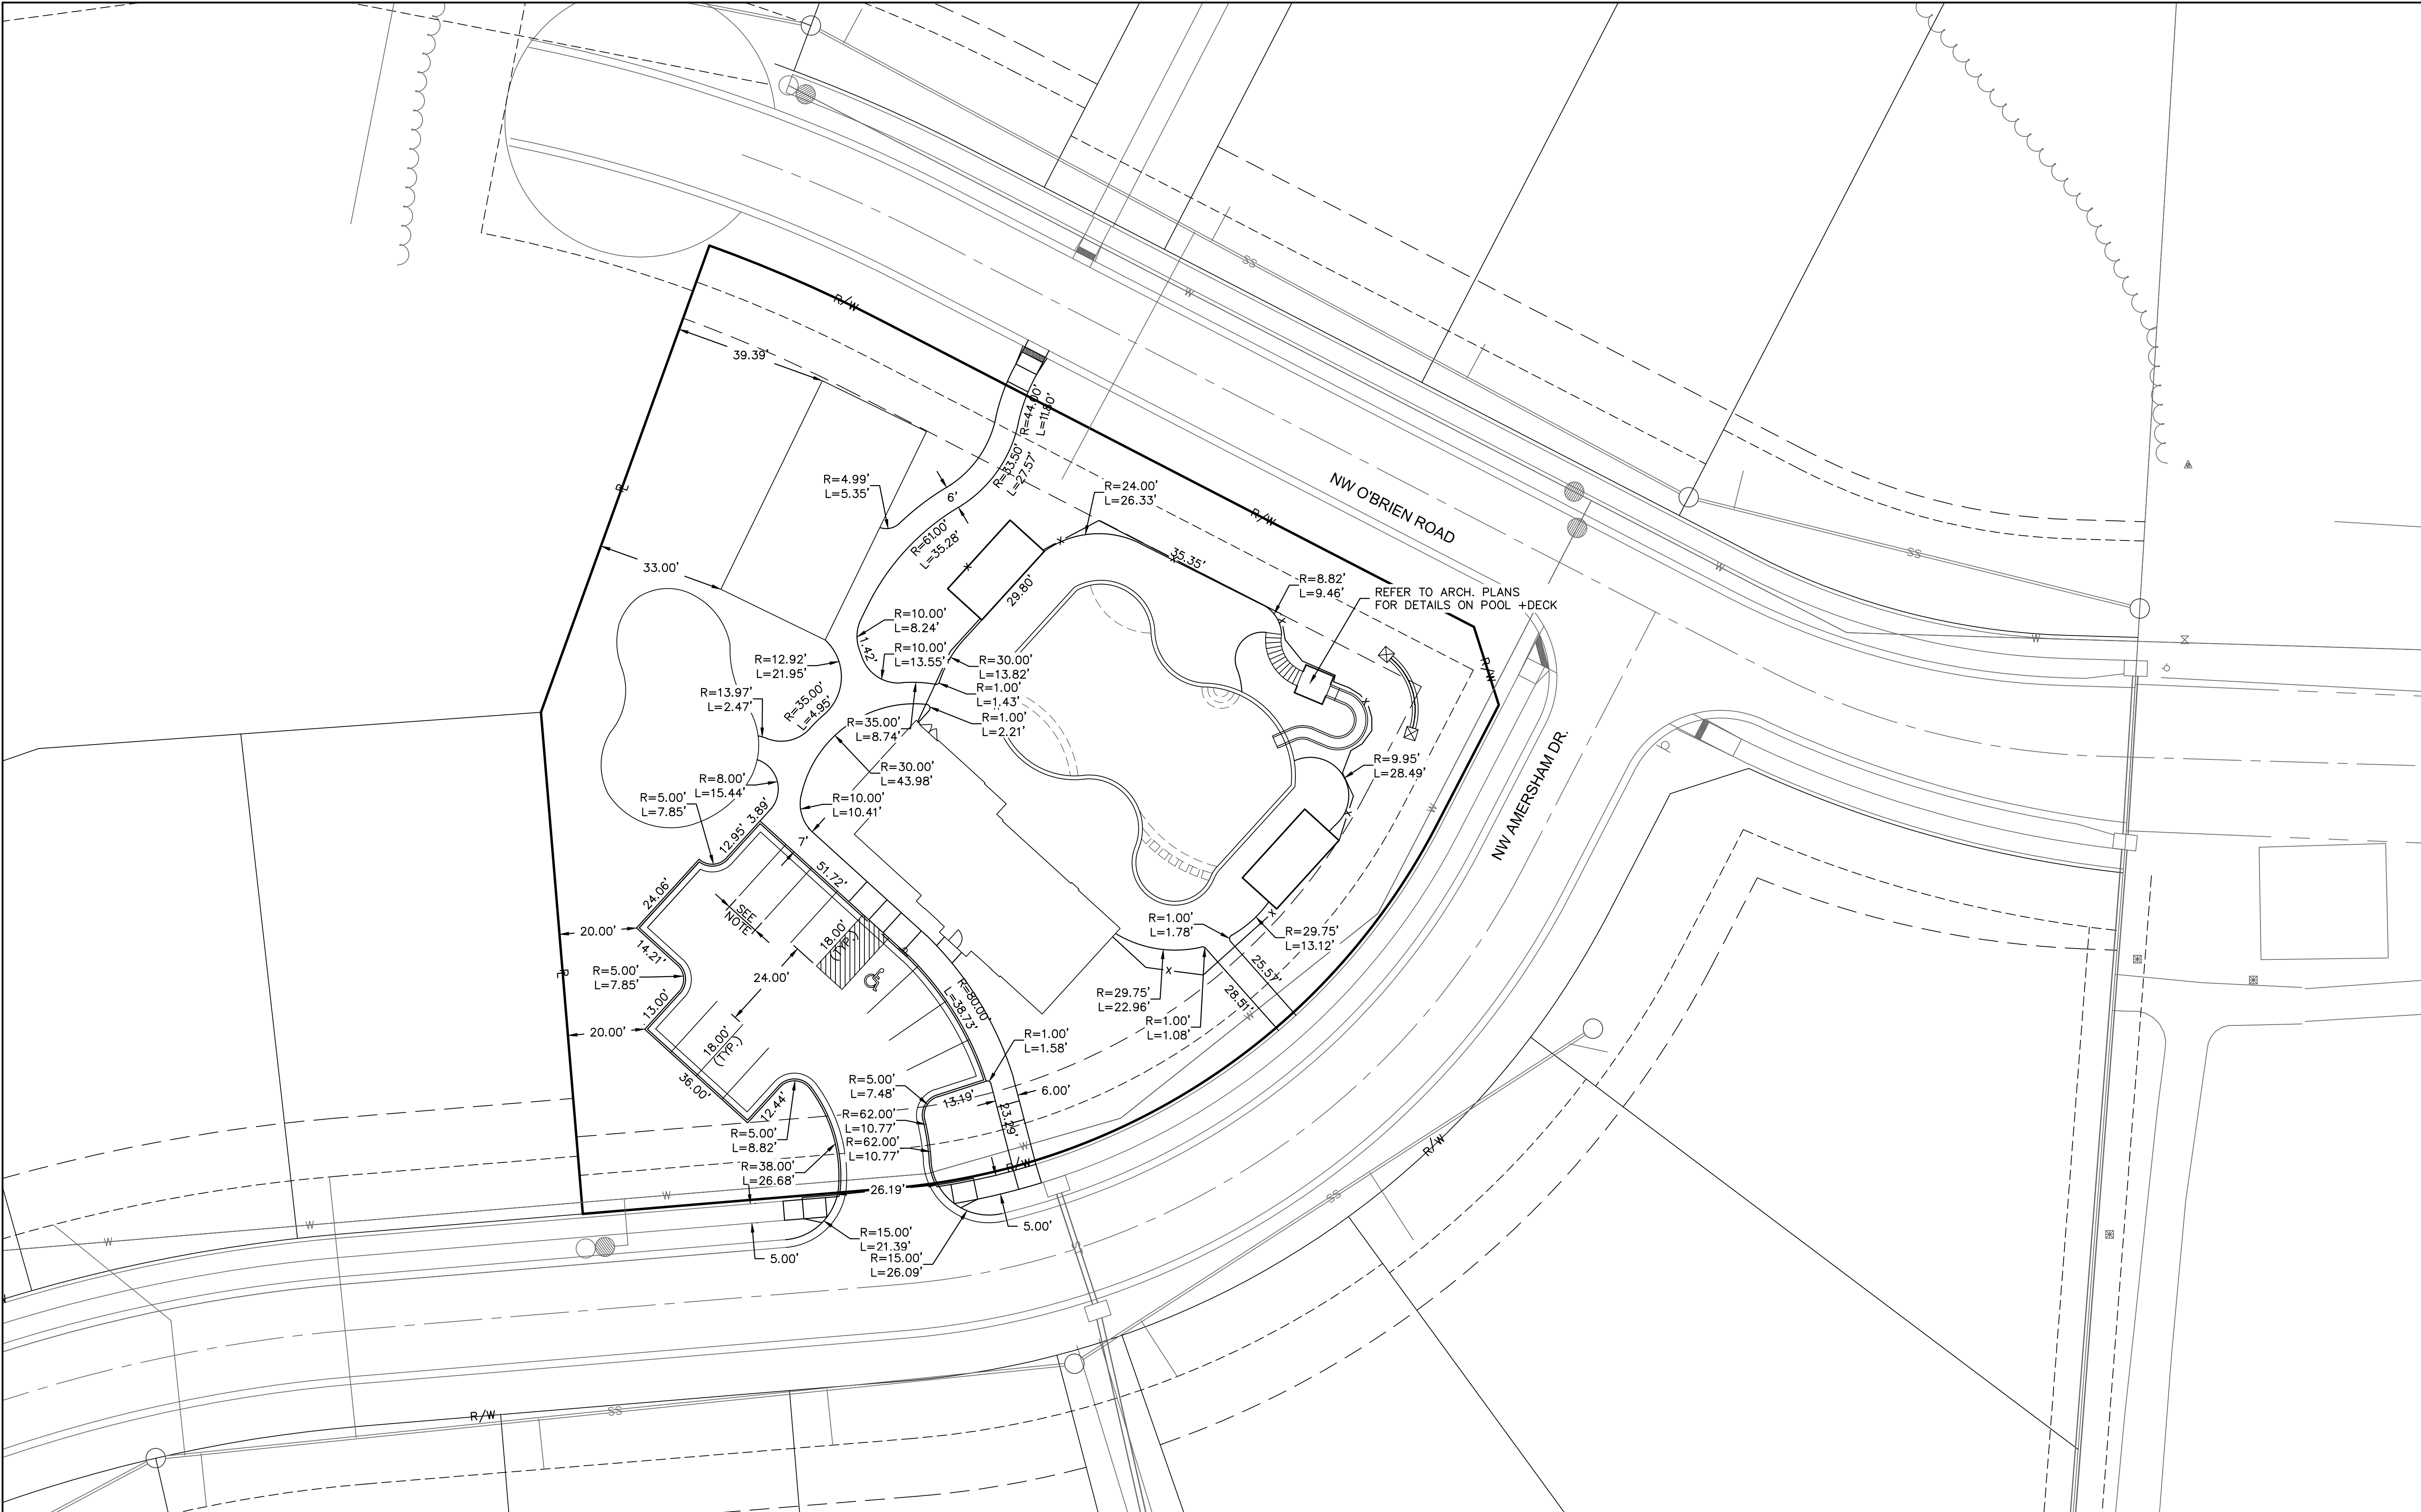 R/W
39.39'
R=44.00'
L=11.80'
PL
R=33.50'
L=27.57'
R=4.99'
L=5.35'
6'
R=24.00'
L=26.33'
NW O'BRIEN ROAD
R/W
R=61.00'
L=35.28'
x
x
x
35.35'
33.00'
29.80'
R=8.82'
L=9.46'
REFER TO ARCH. PLANS
FOR DETAILS ON POOL +DECK
R=10.00'
L=8.24'
1.42'
R=10.00'
L=13.55'
R=12.92'
L=21.95'
R=30.00'
L=13.82'
R=1.00'
L=1.43'
R=13.97'
L=2.47'
R=35.00'
L=4.95'
R/W
x
x
R=35.00'
L=8.74'
R=1.00'
L=2.21'
R=30.00'
L=43.98'
R=9.95'
L=28.49'
R=8.00'
L=15.44'
R=5.00'
L=7.85'
R=10.00'
L=10.41'
NW AMERSHAM DR.
12.95'
3.89'
7'
x
51.72'
24.06'
SEE
NOTE
20.00'
18.00'
(TYP.)
R=1.00'
L=1.78'
x
R=29.75'
L=13.12'
14.21'
PL
R=5.00'
L=7.85'
24.00'
x
25.57'
R=29.75'
L=22.96'
28.51'
R=80.00'
L=38.73'
R=1.00'
L=1.08'
13.00'
20.00'
18.00'
(TYP.)
R=1.00'
L=1.58'
36.00'
12.44'
R=5.00'
L=7.48'
13.19'
6.00'
R=62.00'
L=10.77'
23.29'
R=5.00'
L=8.82'
R=62.00'
L=10.77'
R/W
R/W
R=38.00'
L=26.68'
26.19'
5.00'
R=15.00'
L=21.39'
5.00'
R=15.00'
L=26.09'
R/W
SS
W
SS
W
W
W
W
W
W
W
W
SS
SS